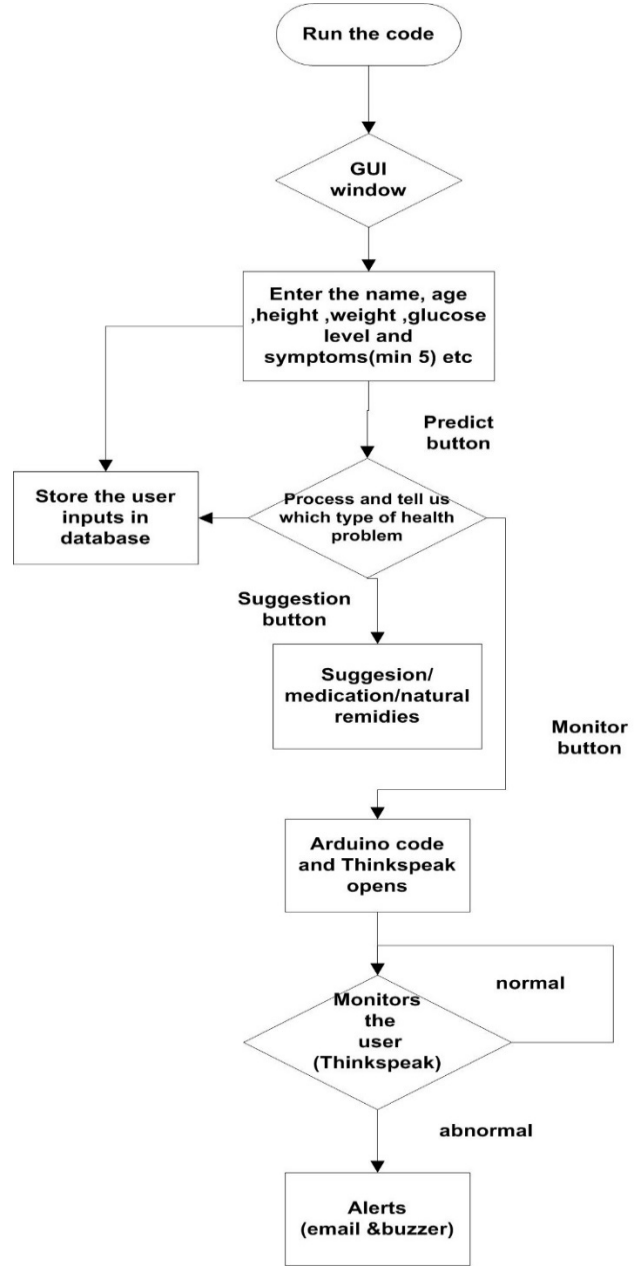 Run the code
GUI
window
Enter the name, age
,height ,weight ,glucose
level and
symptoms(min 5) etc
Predict
button
Store the user
inputs in
database
Process and tell us
which type of health
problem
Suggestion
button
Suggesion/
medication/natural
remidies
Monitor
button
Arduino code
and Thinkspeak
opens
normal
Monitors
the
user
(Thinkspeak)
abnormal
Alerts
(email &buzzer)